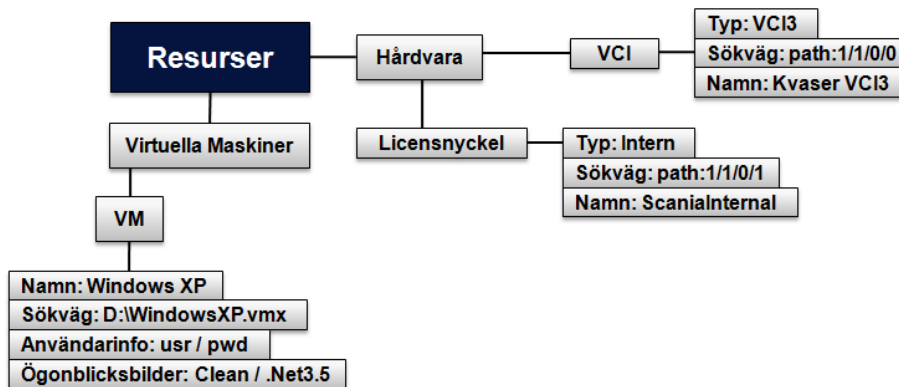 Resurser
Hårdvara
VCI
Typ: VCI3
Sökväg: path:1/1/0/0
Namn: Kvaser VCI3
Licensnyckel
Typ: Intern
Sökväg: path:1/1/0/1
Namn: ScaniaInternal
Virtuella Maskiner
VM
Namn: Windows XP
Sökväg: D:\WindowsXP.vmx
Användarinfo: usr / pwd
Ögonblicksbilder: Clean / .Net3.5